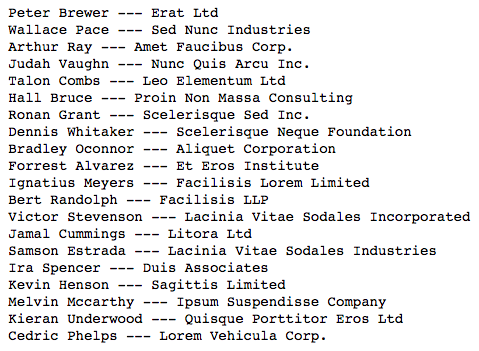 Peter Brewer --- Erat Ltd
Wallace Pace --- Sed Nunc Industries
Arthur Ray --- Amet Faucibus Corp.
Judah Vaughn --- Nunc Quis Arcu Inc.
Talon Combs --- Leo Elementum Ltd
Hall Bruce --- Proin Non Massa Consulting
Ronan Grant --- Scelerisque Sed Inc.
Dennis Whitaker --- Scelerisque Neque Foundation
Bradley Oconnor --- Aliquet Corporation
Forrest Alvarez --- Et Eros Institute
Ignatius Meyers --- Facilisis Lorem Limited
Bert Randolph --- Facilisis LLP
Victor Stevenson --- Lacinia Vitae Sodales Incorporated
Jamal Cummings --- Litora Ltd
Samson Estrada --- Lacinia Vitae Sodales Industries
Ira Spencer --- Duis Associates
Kevin Henson --- Sagittis Limited
Melvin Mccarthy --- Ipsum Suspendisse Company
Kieran Underwood --- Quisque Porttitor Eros Ltd
Cedric Phelps --- Lorem Vehicula Corp.